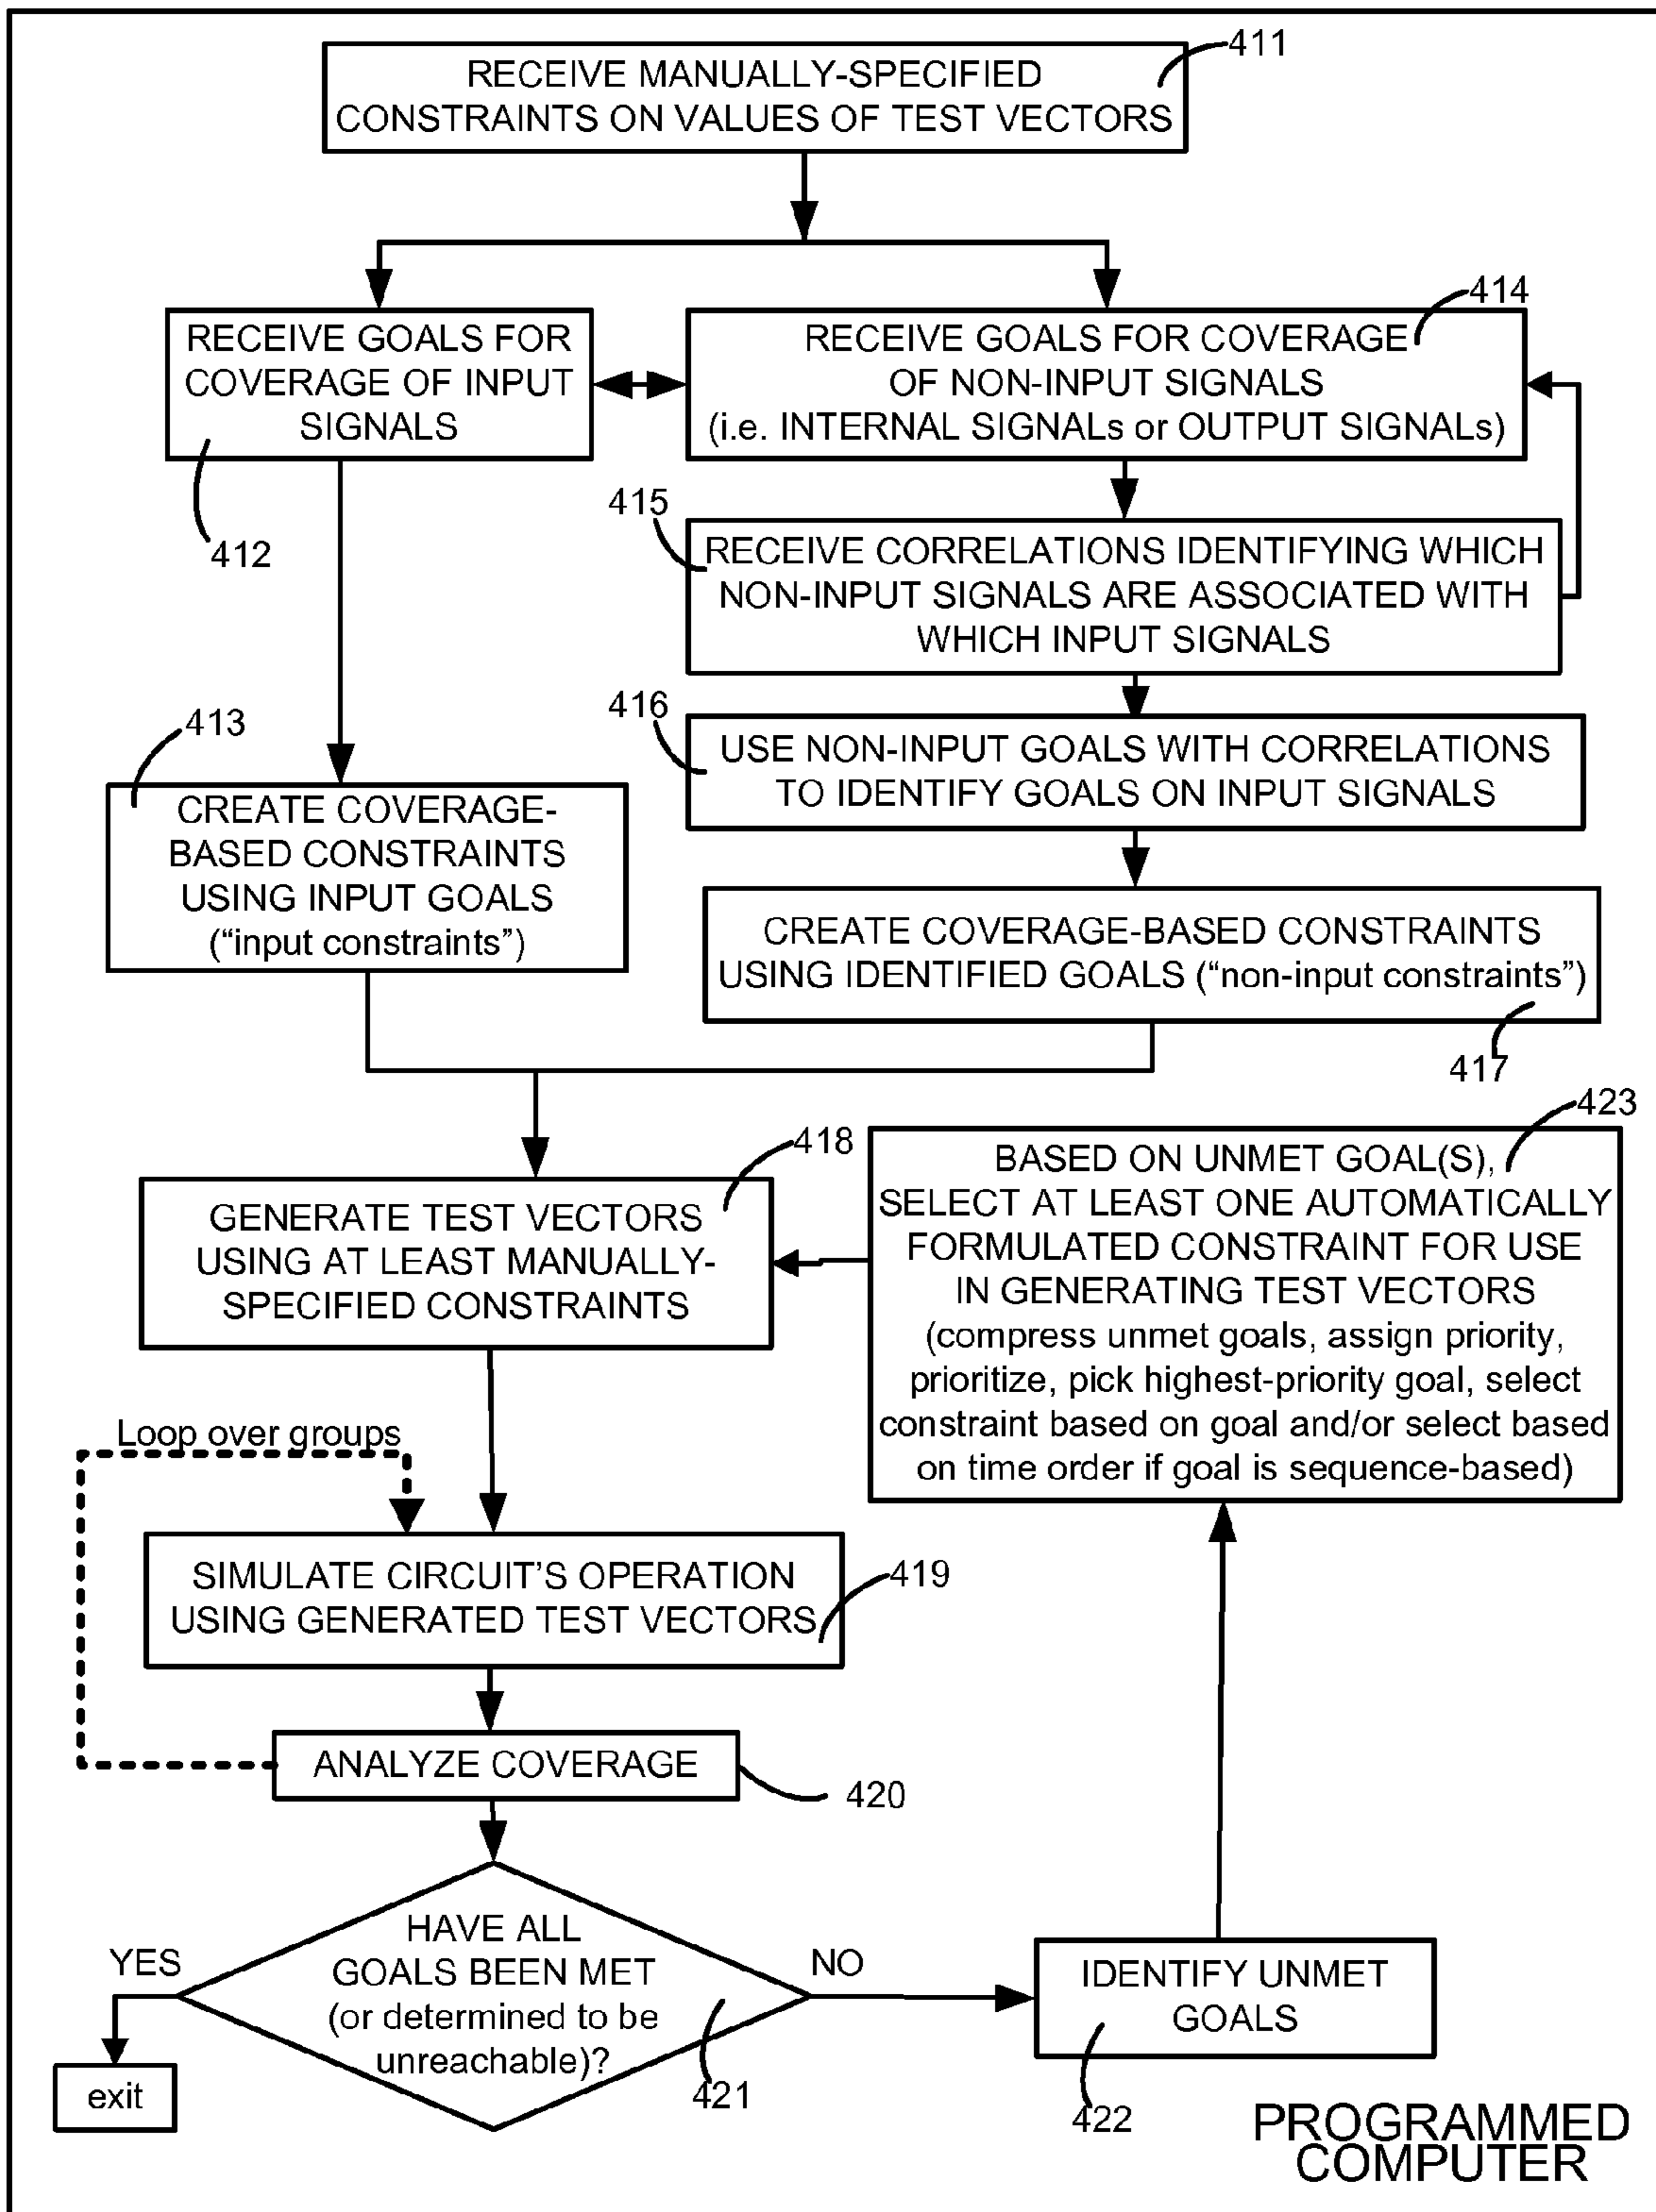 411
RECEIVE MANUALLY-SPECIFIED
CONSTRAINTS ON VALUES OF TEST VECTORS
RECEIVE GOALS FOR
COVERAGE OF INPUT
SIGNALS
412
414
RECEIVE GOALS FOR COVERAGE
OF NON-INPUT SIGNALS
(i.e. INTERNAL SIGNALs or OUTPUT SIGNALs)
415
RECEIVE CORRELATIONS IDENTIFYING WHICH
NON-INPUT SIGNALS ARE ASSOCIATED WITH
WHICH INPUT SIGNALS
416
USE NON-INPUT GOALS WITH CORRELATIONS
TO IDENTIFY GOALS ON INPUT SIGNALS
413
CREATE COVERAGE-
BASED CONSTRAINTS
USING INPUT GOALS
(“input constraints”)
CREATE COVERAGE-BASED CONSTRAINTS
USING IDENTIFIED GOALS (“non-input constraints”)
417
418
GENERATE TEST VECTORS
USING AT LEAST MANUALLY-
SPECIFIED CONSTRAINTS
423
BASED ON UNMET GOAL(S),
SELECT AT LEAST ONE AUTOMATICALLY
FORMULATED CONSTRAINT FOR USE
IN GENERATING TEST VECTORS
(compress unmet goals, assign priority,
prioritize, pick highest-priority goal, select
constraint based on goal and/or select based
on time order if goal is sequence-based)
Loop over groups
SIMULATE CIRCUIT'S OPERATION
USING GENERATED TEST VECTORS
419
ANALYZE COVERAGE
420
HAVE ALL
GOALS BEEN MET
(or determined to be
unreachable)?
421
YES
NO
exit
IDENTIFY UNMET
GOALS
422
PROGRAMMED
COMPUTER